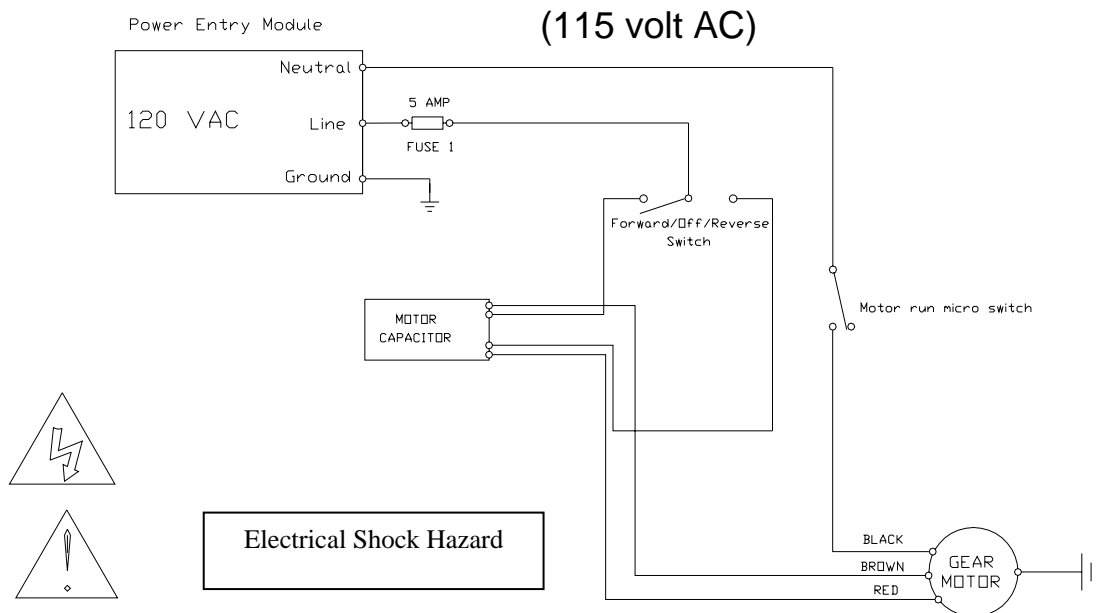 (115 volt AC)
Power Entry Module
Neutral
120 VAC
Line
Ground
5 AMP
FUSE 1
Forward/Off/Reverse
Switch
Motor run micro switch
MOTOR
CAPACITOR
Electrical Shock Hazard
BLACK
BROWN
RED
GEAR
MOTOR